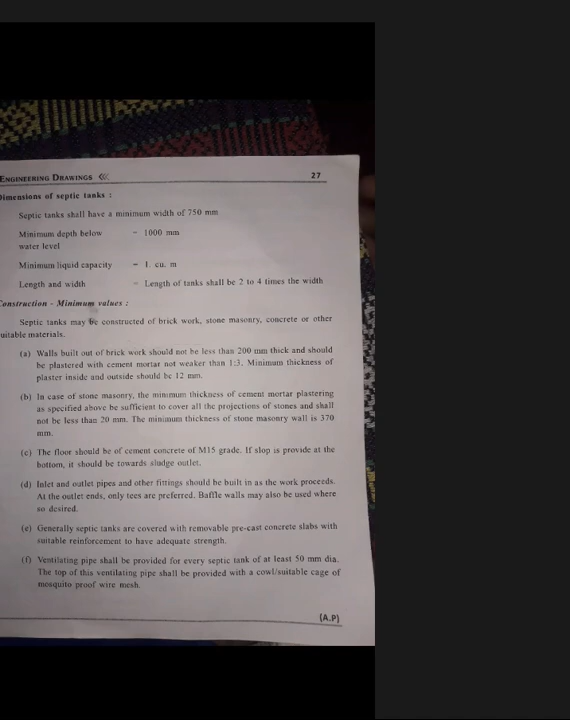 ENGINEERING DRAWINGS 27
Dimensions of septic tanks :
Septic tanks shall have a minimum width of 750 mm
Minimum depth below - 1000 mm
water level
Minimum liquid capacity - 1. cu. m
Length and width - Length of tanks shall be 2 to 4 times the width
Construction - Minimum values :
Septic tanks may be constructed of brick work, stone masonry, concrete or other
uitable materials.
(a) Walls built out of brick work should not be less than 200 mm thick and should
be plastered with cement mortar not weaker than 1:3. Minimum thickness of
plaster inside and outside should be 12 mm.
(b) In case of stone masonry, the minimum thickness of cement mortar plastering
as specified above be sufficient to cover all the projections of stones and shall
not be less than 20 mm. The minimum thickness of stone masonry wall is 370
mm.
(c) The floor should be of cement concrete of M15 grade. If slop is provide at the
bottom, it should be towards sludge outlet.
(d) Inlet and outlet pipes and other fittings should be built in as the work proceeds.
At the outlet ends, only tees are preferred. Baffle walls may also be used where
so desired.
(e) Generally septic tanks are covered with removable pre-cast concrete slabs with
suitable reinforcement to have adequate strength.
(f) Ventilating pipe shall be provided for every septic tank of at least 50 mm dia.
The top of this ventilating pipe shall be provided with a cowl/suitable cage of
mosquito proof wire mesh.
(A.P)